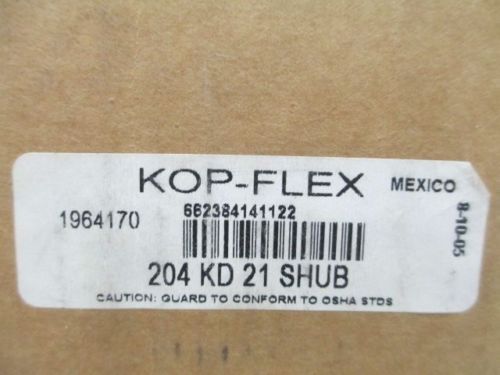 KOP-FLEX MEXICO
1964170 662384141122
8-10-05
204 KD 21 SHUB
CAUTION: GUARD TO CONFORM TO OSHA STDS